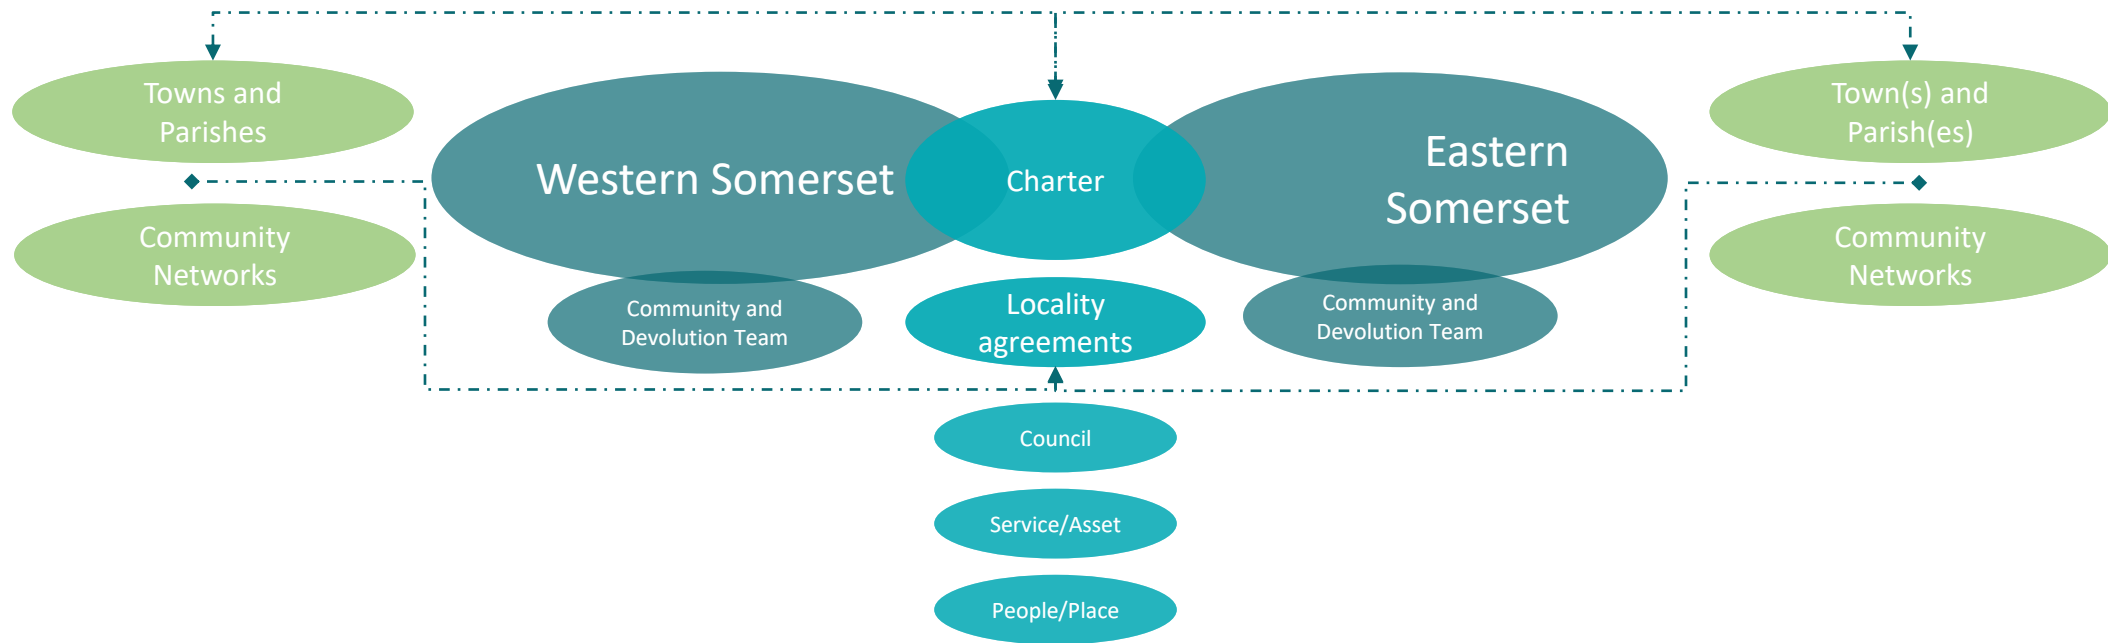 Towns and
Parishes
Community
Networks
Western Somerset
Community and
Devolution Team
Charter
Locality
agreements
Council
Service/Asset
People/Place
Eastern
Somerset
Community and
Devolution Team
Town(s) and
Parish(es)
Community
Networks